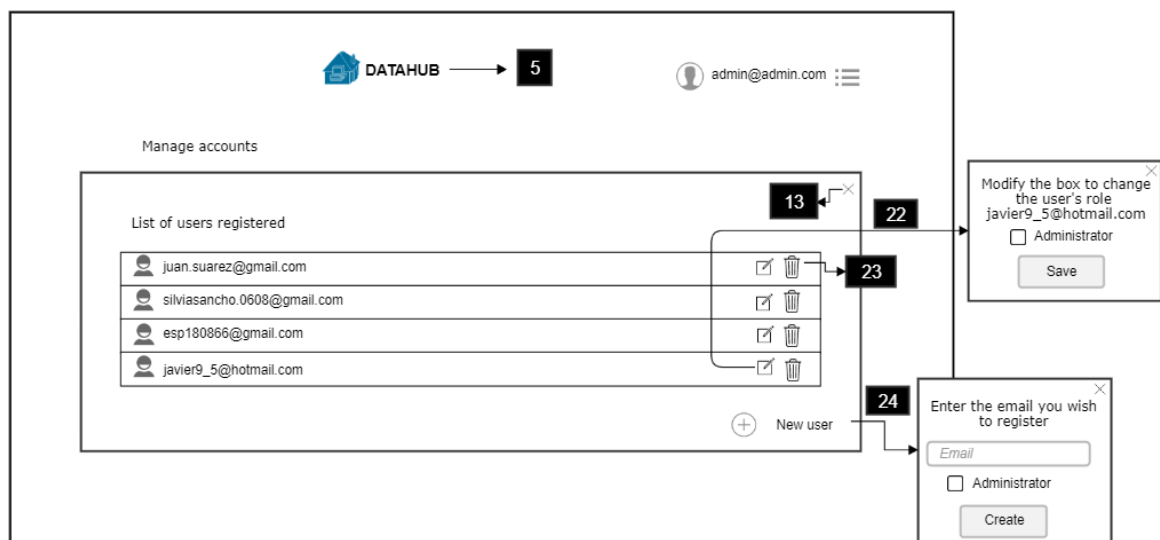 DATAHUB
5
admin@admin.com
Manage accounts
13
List of users registered
juan.suarez@gmail.com
23
silviasancho.0608@gmail.com
esp180866@gmail.com
javier9_5@hotmail.com
New user
22
Modify the box to change
the user's role
javier9_5@hotmail.com
Administrator
Save
24
Enter the email you wish
to register
Email
Administrator
Create